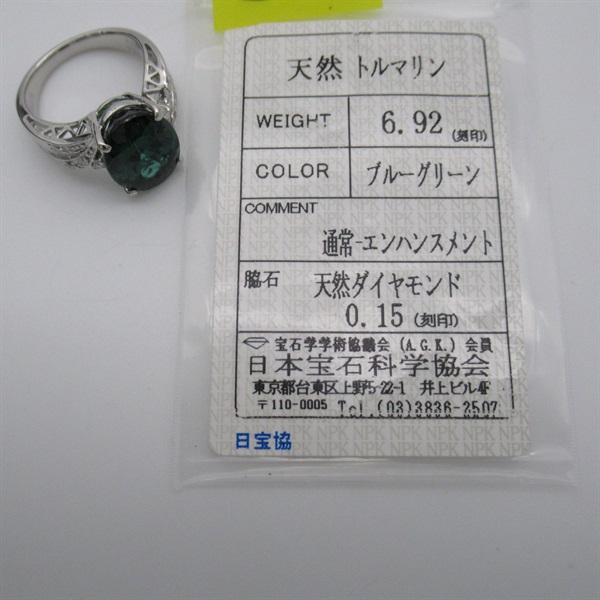 天然 トルマリン
WEIGHT 6.92 (刻印)
COLOR ブルーグリーン
COMMENT
通常-エンハンスメント
脇石 天然ダイヤモンド
0.15 (刻印)
宝石学学術協議会 (A.G.K.) 会員
日本宝石科学協会
東京都台東区上野5-22-1 井上ビル4F
〒110-0005 Tel.(03)3836-2507
日宝協